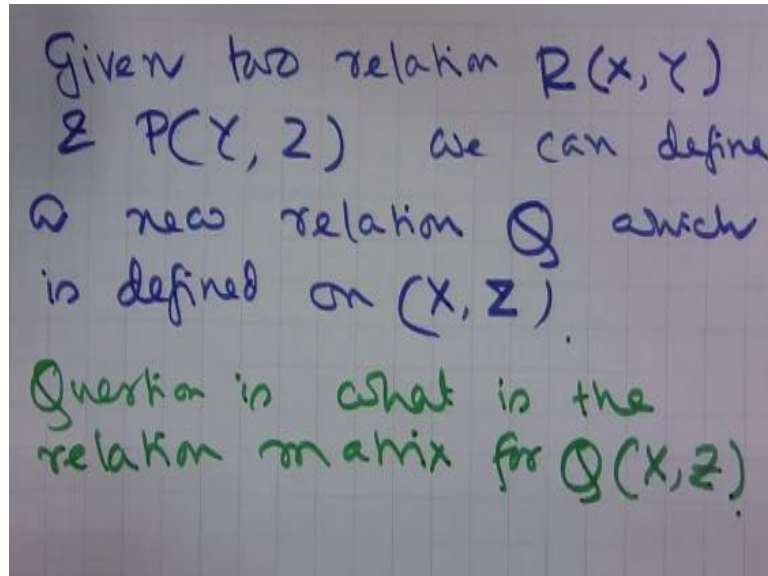 Given two relation R(X,Y)
& P(Y,Z) we can define
a new relation Q which
is defined on (X,Z).
Question is what is the
relation matrix for Q(X,Z).